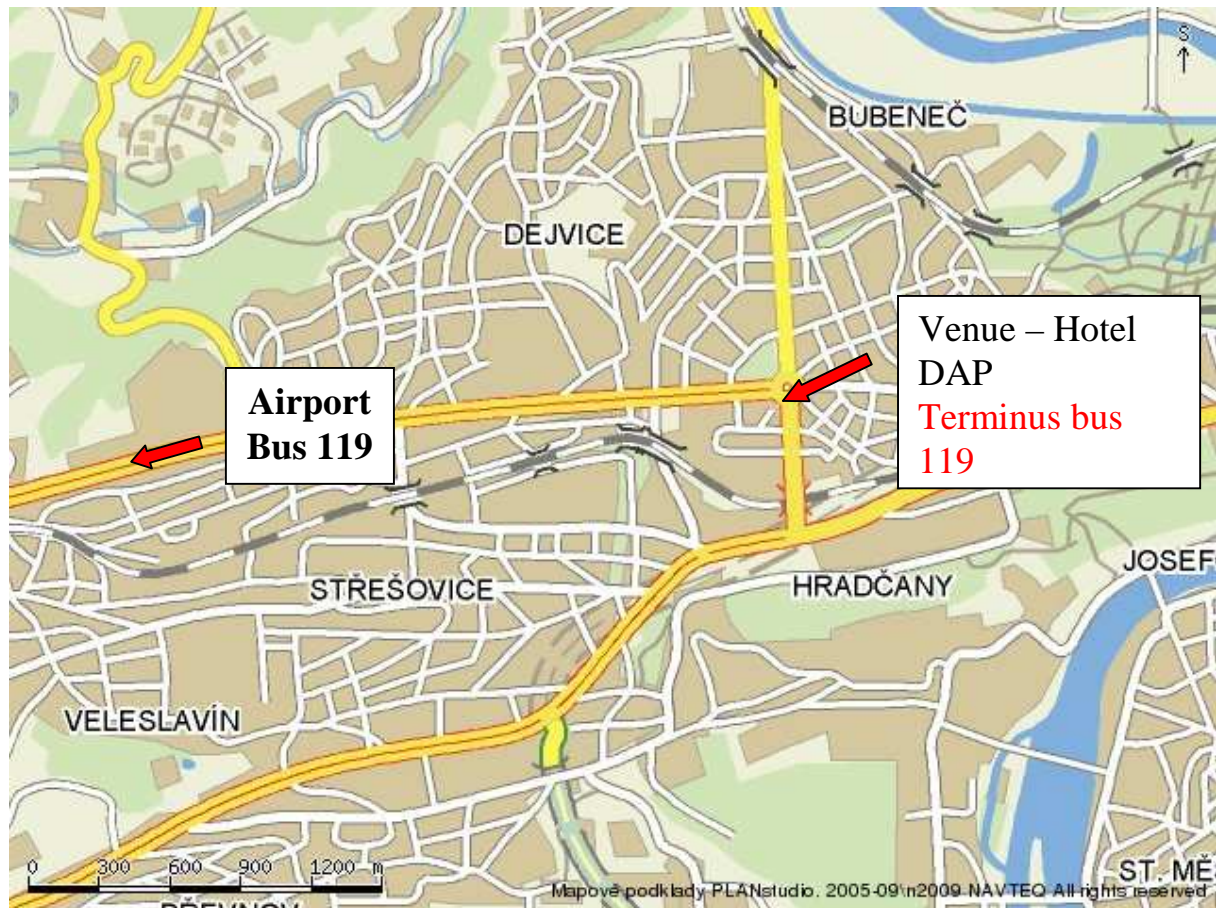 S
BUBENEČ
DEJVICE
Venue – Hotel
DAP
Terminus bus
119
Airport
Bus 119
JOSEF
STŘEŠOVICE
HRADČANY
VELESLAVÍN
0 300 600 900 1200 m
ST. MĚS
Mapové podklady PLANstudio. 2005-09\n2009 NAVTEQ All rights reserved